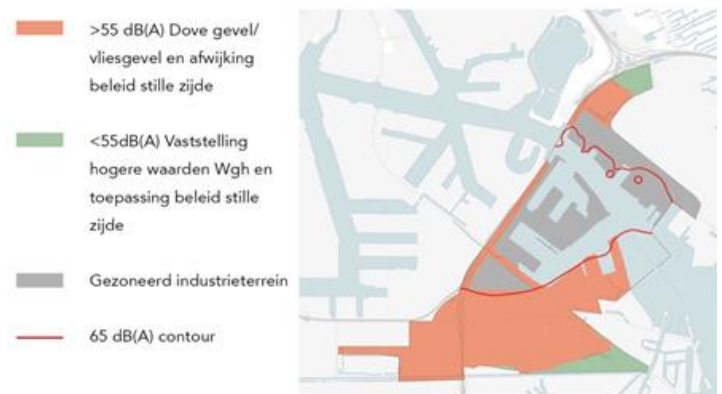 >55 dB(A) Dove gevel/
vliesgevel en afwijking
beleid stille zijde
<55dB(A) Vaststelling
hogere waarden Wgh en
toepassing beleid stille
zijde
Gezoneerd industrieterrein
65 dB(A) contour